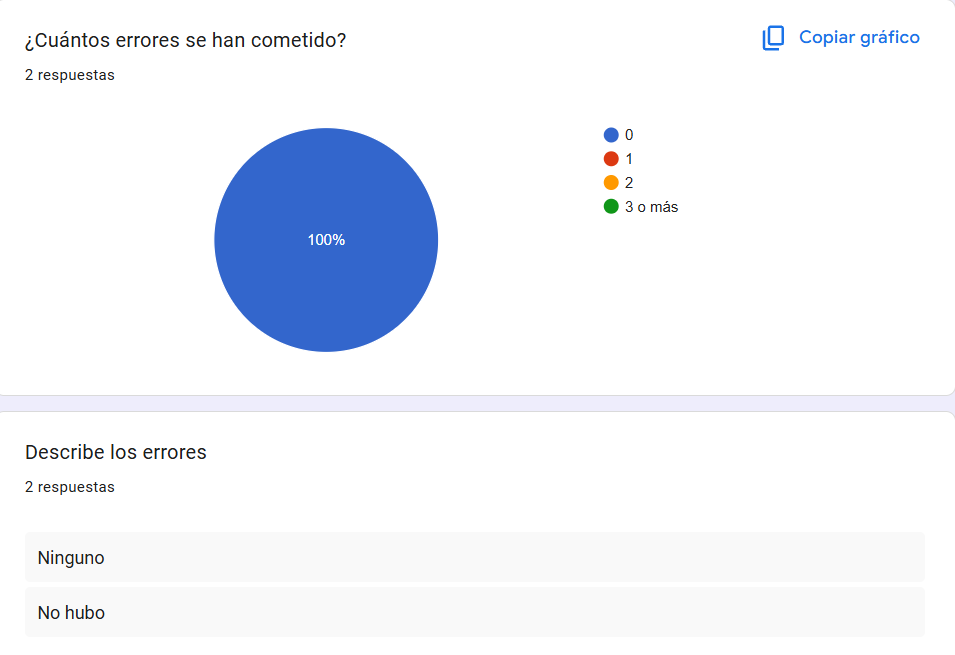 ¿Cuántos errores se han cometido?
Copiar gráfico
2 respuestas
100%
0
1
2
3 o más
Describe los errores
2 respuestas
Ninguno
No hubo